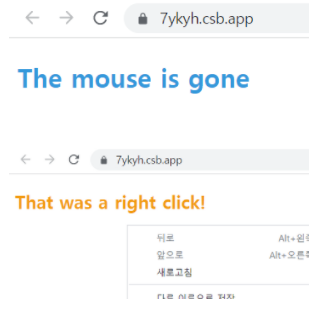 7ykyh.csb.app
The mouse is gone
7ykyh.csb.app
That was a right click!
뒤로 Alt+왼쪽
앞으로 Alt+오른쪽
새로고침
다른 이름으로 저장